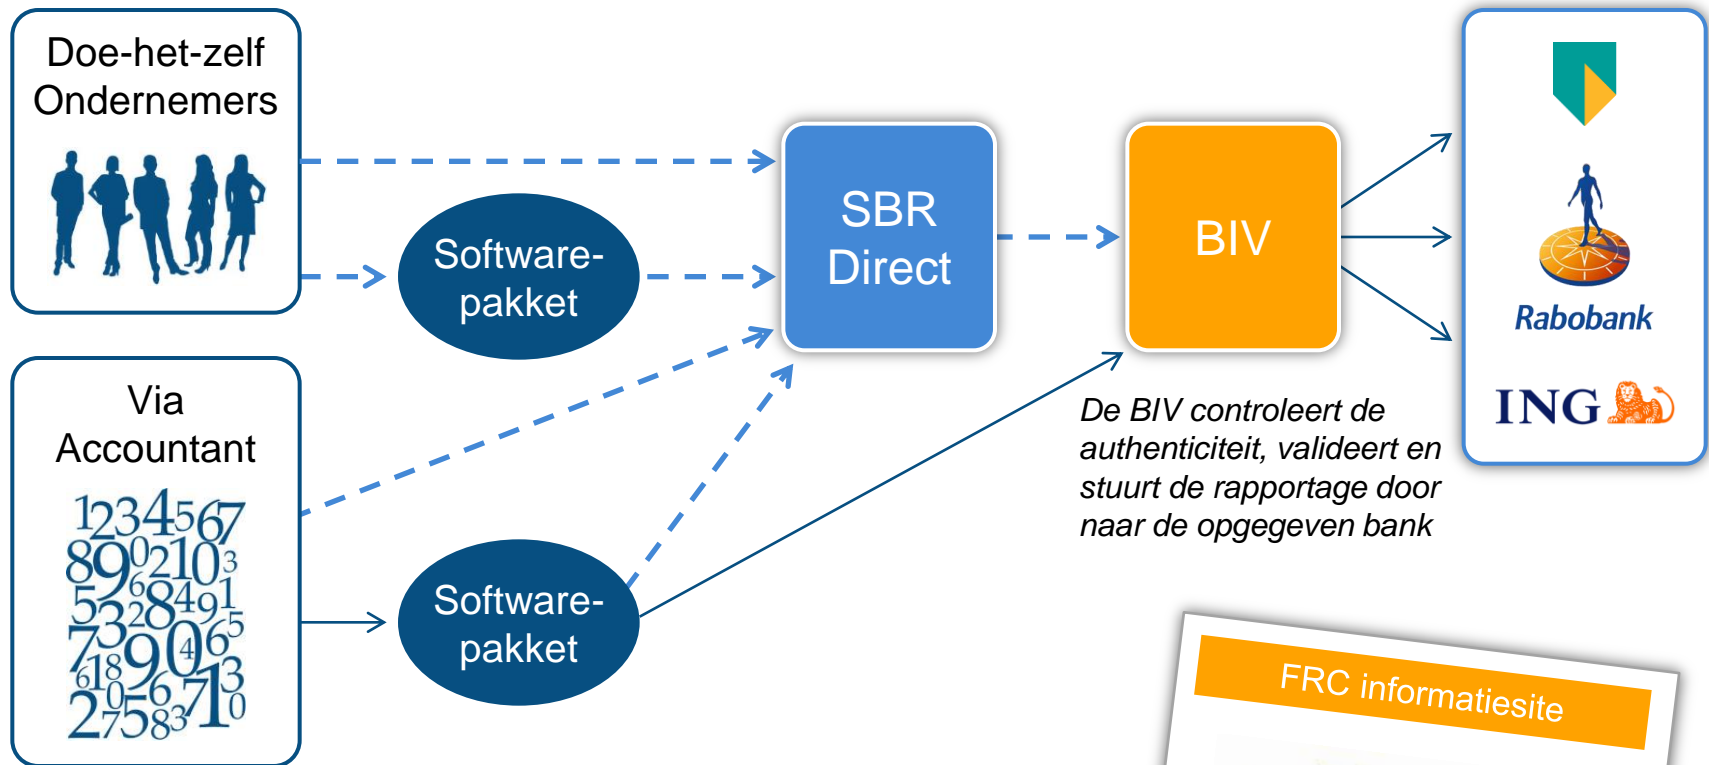 Doe-het-zelf
Ondernemers
Software-
pakket
SBR
Direct
BIV
Rabobank
ING
Via
Accountant
1234567
De BIV controleert de
authenticiteit, valideert en
stuurt de rapportage door
naar de opgegeven bank
Software-
pakket
FRC informatiesite